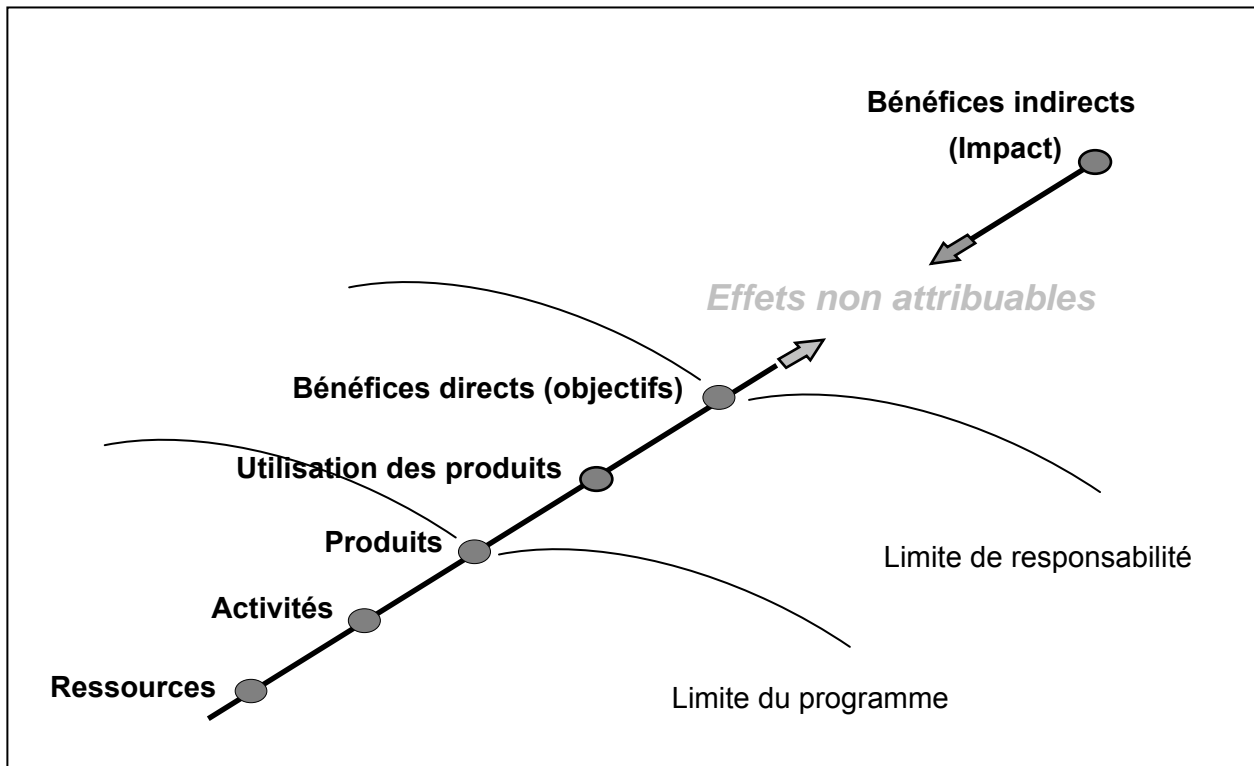 Bénéfices indirects
(Impact)
Effets non attribuables
Bénéfices directs (objectifs)
Utilisation des produits
Produits
Limite de responsabilité
Activités
Ressources
Limite du programme